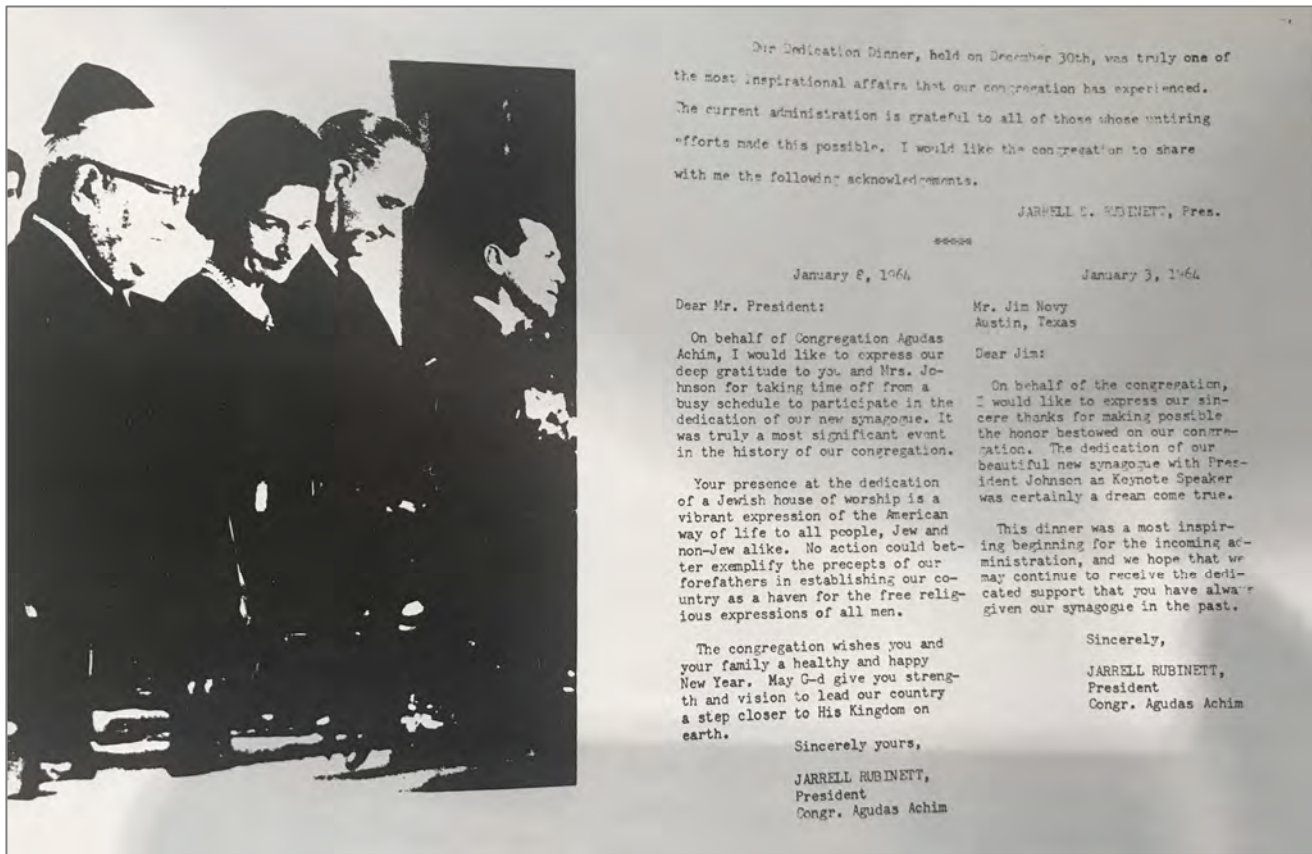 Our Dedication Dinner, held on December 30th, was truly one of
the most inspirational affairs that our congregation has experienced.
The current administration is grateful to all of those whose untiring
efforts made this possible. I would like the congregation to share
with me the following acknowledgements.
JARRELL RUBINETT, Pres.
January 8, 1964
Dear Mr. President:
On behalf of Congregation Agudas
Achim, I would like to express our
deep gratitude to you and Mrs. Jo-
hnson for taking time off from a
busy schedule to participate in the
dedication of our new synagogue. It
was truly a most significant event
in the history of our congregation.
Your presence at the dedication
of a Jewish house of worship is a
vibrant expression of the American
way of life to all people, Jew and
non-Jew alike. No action could bet-
ter exemplify the precepts of our
forefathers in establishing our co-
untry as a haven for the free relig-
ious expressions of all men.
The congregation wishes you and
your family a healthy and happy
New Year. May G-d give you streng-
th and vision to lead our country
a step closer to His Kingdom on
earth.
Sincerely yours,
JARRELL RUBINETT,
President
Congr. Agudas Achim
January 3, 1964
Mr. Jim Novy
Austin, Texas
Dear Jim:
On behalf of the congregation,
I would like to express our sin-
cere thanks for making possible
the honor bestowed on our congre-
gation. The dedication of our
beautiful new synagogue with Pres-
ident Johnson as Keynote Speaker
was certainly a dream come true.
This dinner was a most inspir-
ing beginning for the incoming ad-
ministration, and we hope that we
may continue to receive the dedi-
cated support that you have always
given our synagogue in the past.
Sincerely,
JARRELL RUBINETT,
President
Congr. Agudas Achim